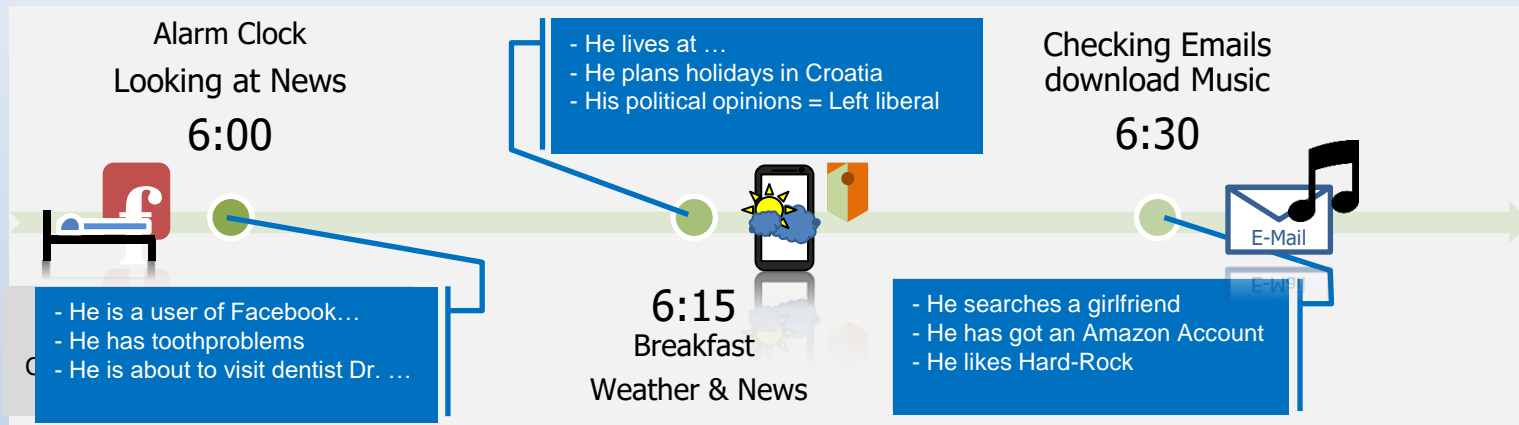 Alarm Clock
Looking at News
6:00
- He is a user of Facebook…
- He has toothproblems
- He is about to visit dentist Dr. …
- He lives at …
- He plans holidays in Croatia
- His political opinions = Left liberal
6:15
Breakfast
Weather & News
Checking Emails
download Music
6:30
E-Mail
- He searches a girlfriend
- He has got an Amazon Account
- He likes Hard-Rock